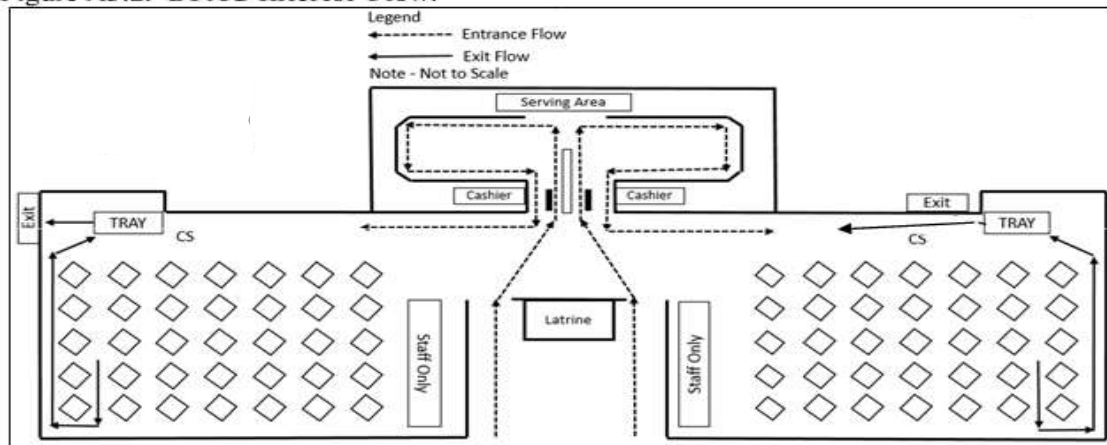 Legend
Entrance Flow
Exit Flow
Note - Not to Scale
Serving Area
Cashier
Cashier
Exit
TRAY
CS
Exit
TRAY
CS
Latrine
Staff Only
Staff Only